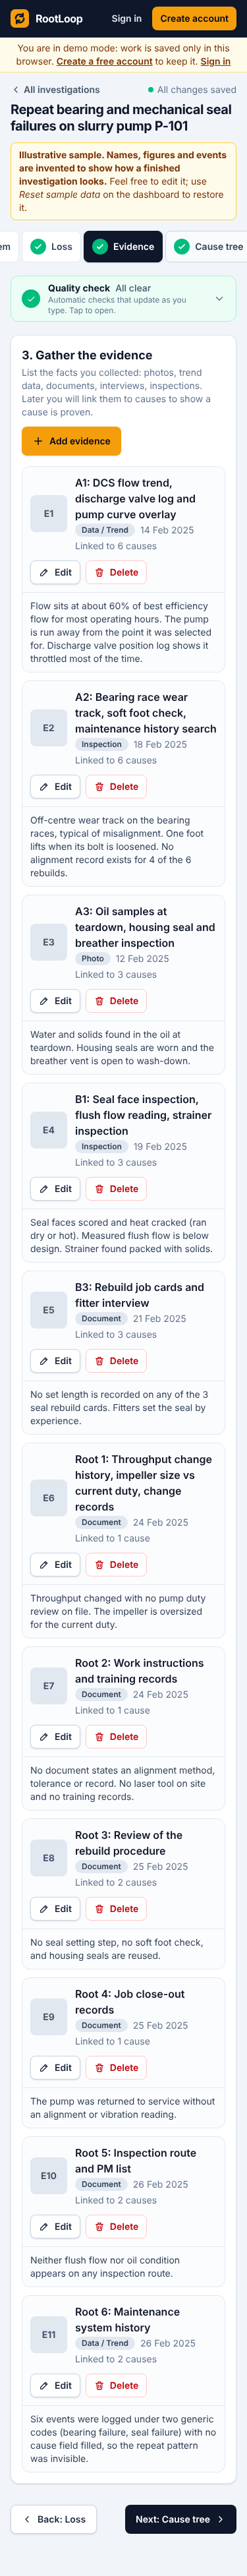 RootLoop
Sign in
Create account
You are in demo mode: work is saved only in this
browser. Create a free account to keep it. Sign in
All investigations
All changes saved
Repeat bearing and mechanical seal
failures on slurry pump P-101
Illustrative sample. Names, figures and events
are invented to show how a finished
investigation looks. Feel free to edit it; use
Reset sample data on the dashboard to restore
it.
em
Loss
Evidence
Cause tree
Quality check All clear
Automatic checks that update as you
type. Tap to open.
3. Gather the evidence
List the facts you collected: photos, trend
data, documents, interviews, inspections.
Later you will link them to causes to show a
cause is proven.
Add evidence
E1
A1: DCS flow trend,
discharge valve log and
pump curve overlay
Data / Trend 14 Feb 2025
Linked to 6 causes
Edit
Delete
Flow sits at about 60% of best efficiency
flow for most operating hours. The pump
is run away from the point it was selected
for. Discharge valve position log shows it
throttled most of the time.
E2
A2: Bearing race wear
track, soft foot check,
maintenance history search
Inspection 18 Feb 2025
Linked to 6 causes
Edit
Delete
Off-centre wear track on the bearing
races, typical of misalignment. One foot
lifts when its bolt is loosened. No
alignment record exists for 4 of the 6
rebuilds.
E3
A3: Oil samples at
teardown, housing seal and
breather inspection
Photo 12 Feb 2025
Linked to 3 causes
Edit
Delete
Water and solids found in the oil at
teardown. Housing seals are worn and the
breather vent is open to wash-down.
E4
B1: Seal face inspection,
flush flow reading, strainer
inspection
Inspection 19 Feb 2025
Linked to 3 causes
Edit
Delete
Seal faces scored and heat cracked (ran
dry or hot). Measured flush flow is below
design. Strainer found packed with solids.
E5
B3: Rebuild job cards and
fitter interview
Document 21 Feb 2025
Linked to 3 causes
Edit
Delete
No set length is recorded on any of the 3
seal rebuild cards. Fitters set the seal by
experience.
E6
Root 1: Throughput change
history, impeller size vs
current duty, change
records
Document 24 Feb 2025
Linked to 1 cause
Edit
Delete
Throughput changed with no pump duty
review on file. The impeller is oversized
for the current duty.
E7
Root 2: Work instructions
and training records
Document 24 Feb 2025
Linked to 1 cause
Edit
Delete
No document states an alignment method,
tolerance or record. No laser tool on site
and no training records.
E8
Root 3: Review of the
rebuild procedure
Document 25 Feb 2025
Linked to 2 causes
Edit
Delete
No seal setting step, no soft foot check,
and housing seals are reused.
E9
Root 4: Job close-out
records
Document 25 Feb 2025
Linked to 1 cause
Edit
Delete
The pump was returned to service without
an alignment or vibration reading.
E10
Root 5: Inspection route
and PM list
Document 26 Feb 2025
Linked to 2 causes
Edit
Delete
Neither flush flow nor oil condition
appears on any inspection route.
E11
Root 6: Maintenance
system history
Data / Trend 26 Feb 2025
Linked to 2 causes
Edit
Delete
Six events were logged under two generic
codes (bearing failure, seal failure) with no
cause field filled, so the repeat pattern
was invisible.
Back: Loss
Next: Cause tree